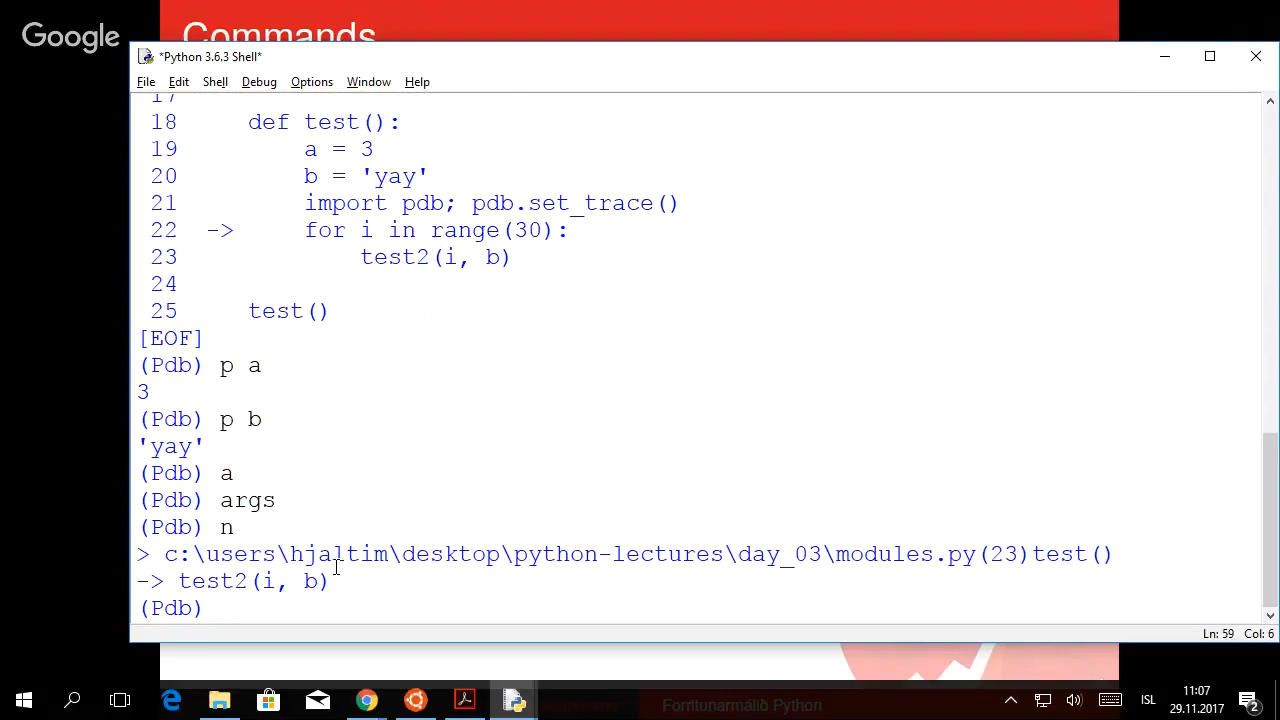 Commands
Google
*Python 3.6.3 Shell*
File Edit Shell Debug Options Window Help
17
18 def test():
19 a = 3
20 b = 'yay'
21 import pdb; pdb.set_trace()
22 -> for i in range(30):
23 test2(i, b)
24
25 test()
[EOF]
(Pdb) p a
3
(Pdb) p b
'yay'
(Pdb) a
(Pdb) args
(Pdb) n
> c:\users\hjaltim\desktop\python-lectures\day_03\modules.py(23)test()
-> test2(i, b)
(Pdb)
Ln: 59 Col: 6
Forritunarmálið Python
ÍSL
11:07
29.11.2017
2